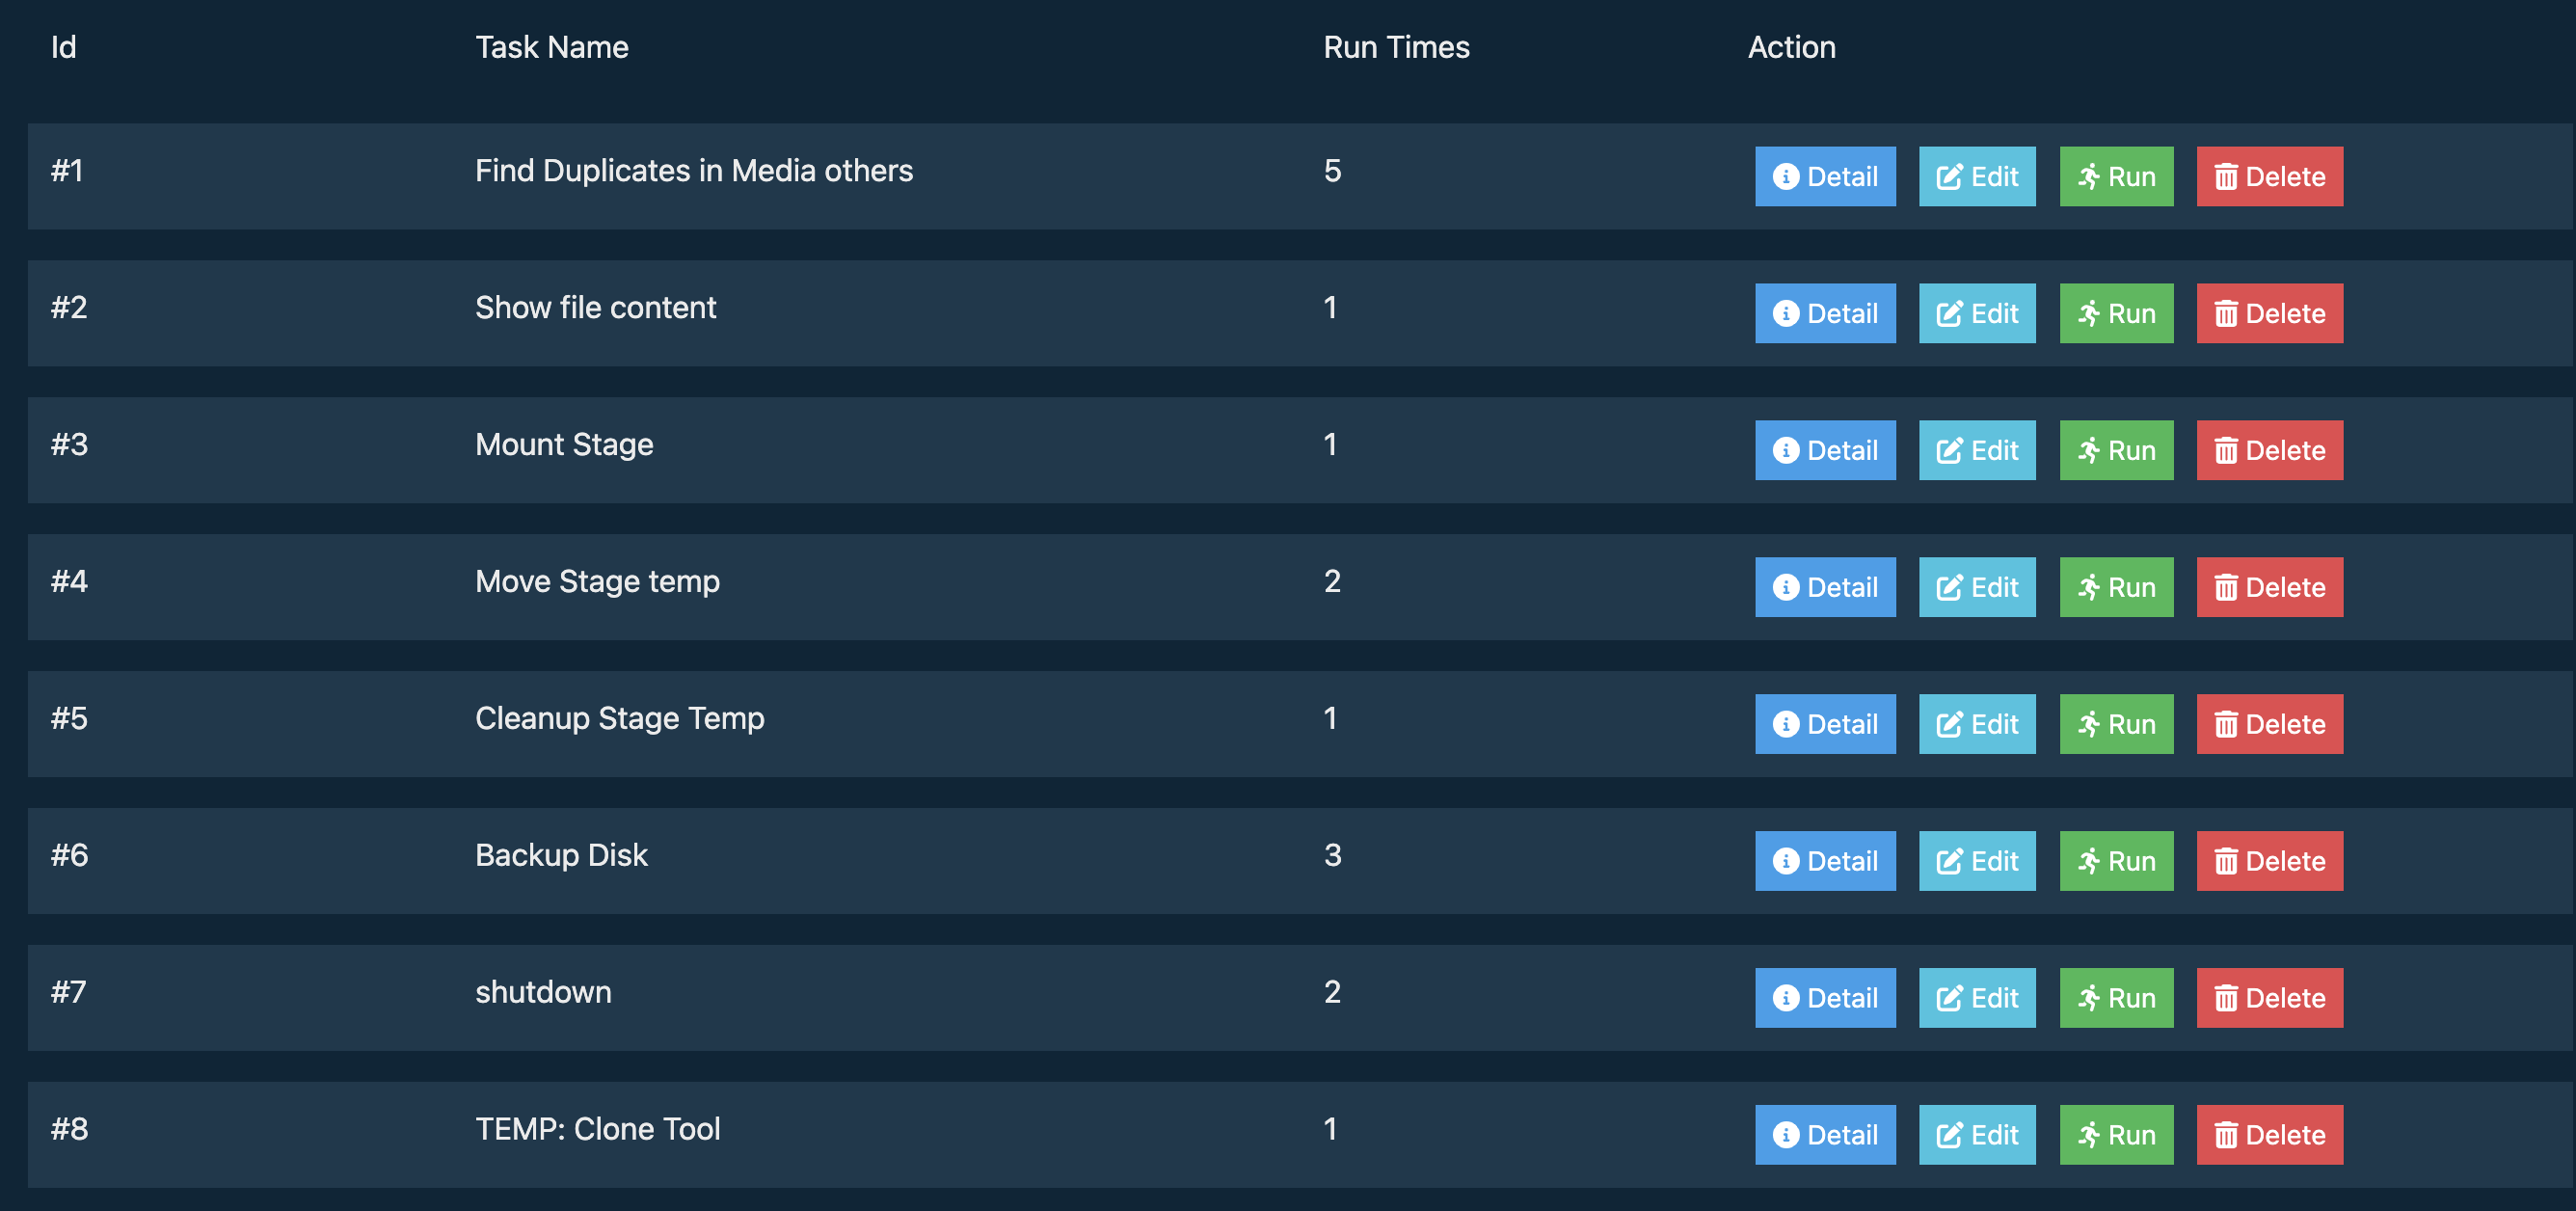 Id Task Name Run Times Action
#1 Find Duplicates in Media others 5 Detail Edit Run Delete
#2 Show file content 1 Detail Edit Run Delete
#3 Mount Stage 1 Detail Edit Run Delete
#4 Move Stage temp 2 Detail Edit Run Delete
#5 Cleanup Stage Temp 1 Detail Edit Run Delete
#6 Backup Disk 3 Detail Edit Run Delete
#7 shutdown 2 Detail Edit Run Delete
#8 TEMP: Clone Tool 1 Detail Edit Run Delete